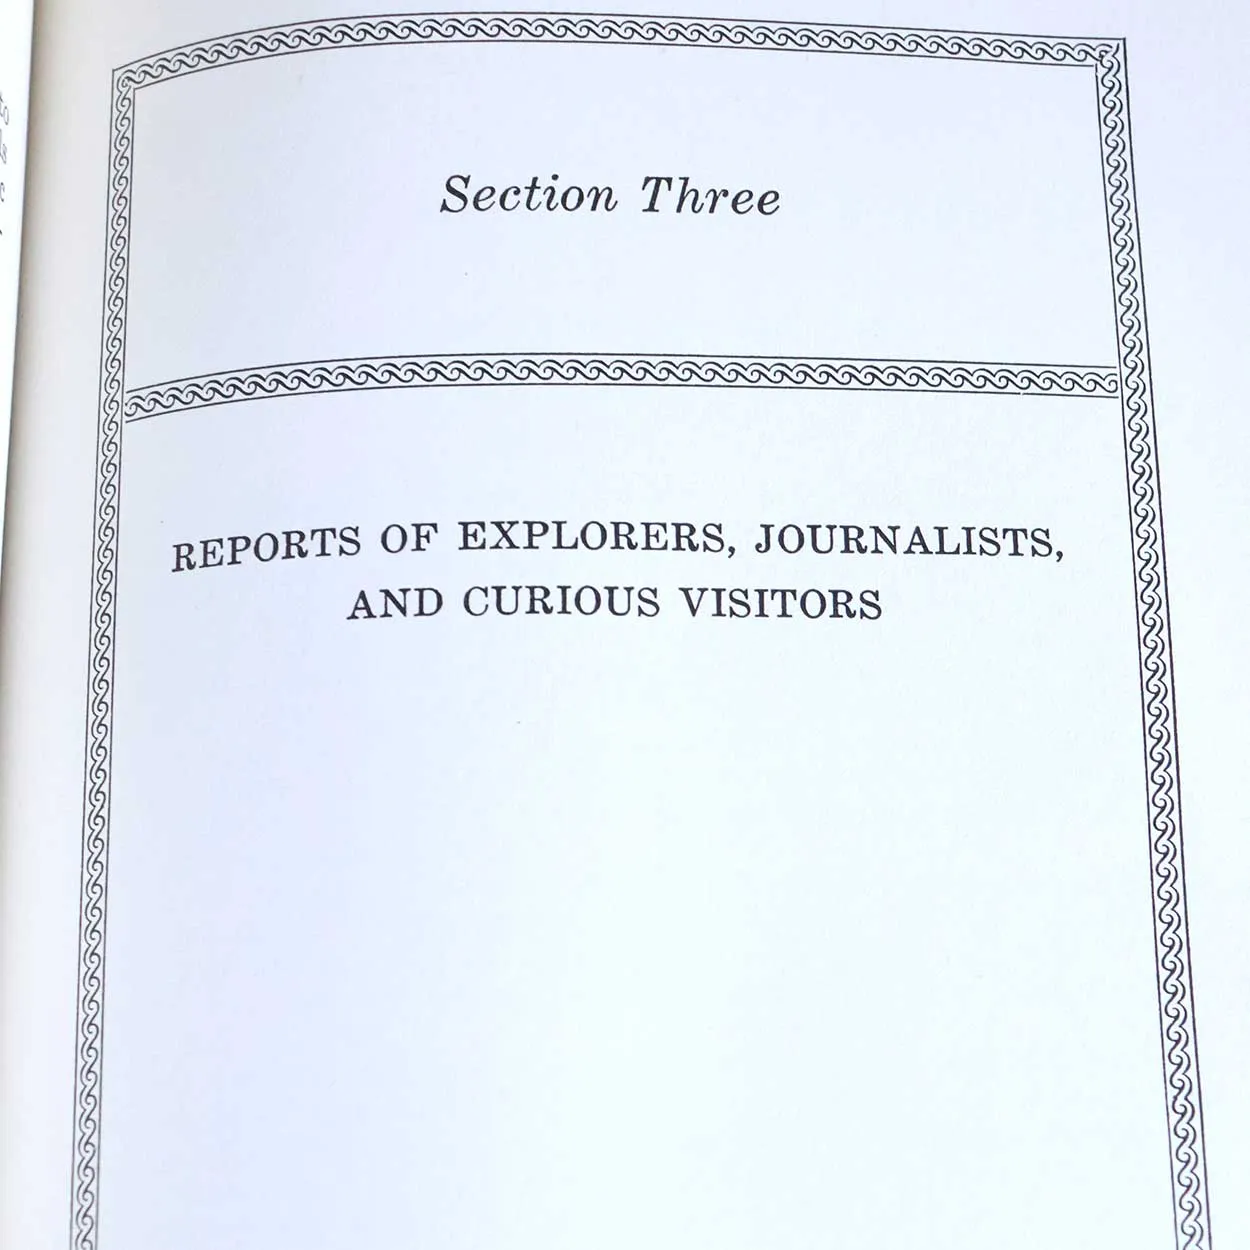 Section Three
REPORTS OF EXPLORERS, JOURNALISTS,
AND CURIOUS VISITORS